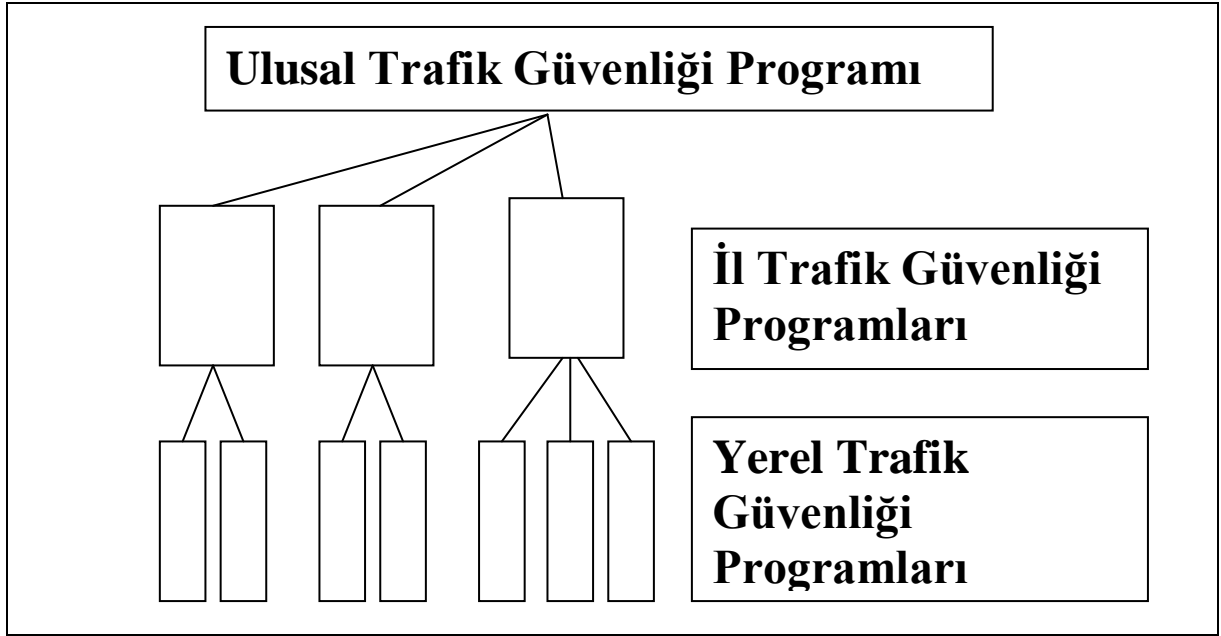 Ulusal Trafik Güvenliği Programı
İl Trafik Güvenliği
Programları
Yerel Trafik
Güvenliği
Programları